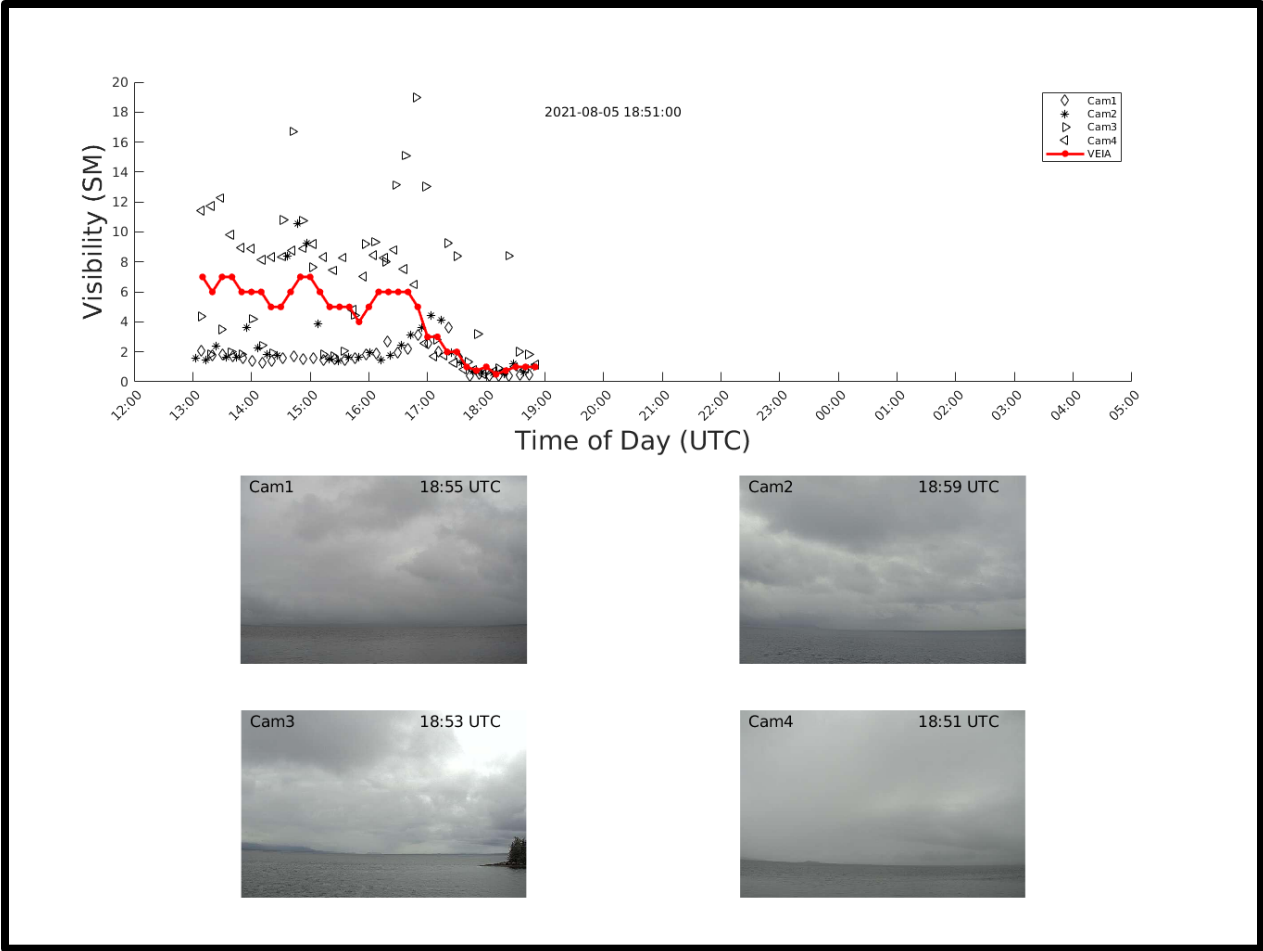 20
18
16
14
12
10
8
6
4
2
0
Visibility (SM)
2021-08-05 18:51:00
Cam1
Cam2
Cam3
Cam4
VEIA
12:00 13:00 14:00 15:00 16:00 17:00 18:00 19:00 20:00 21:00 22:00 23:00 00:00 01:00 02:00 03:00 04:00 05:00
Time of Day (UTC)
Cam1 18:55 UTC
Cam2 18:59 UTC
Cam3 18:53 UTC
Cam4 18:51 UTC